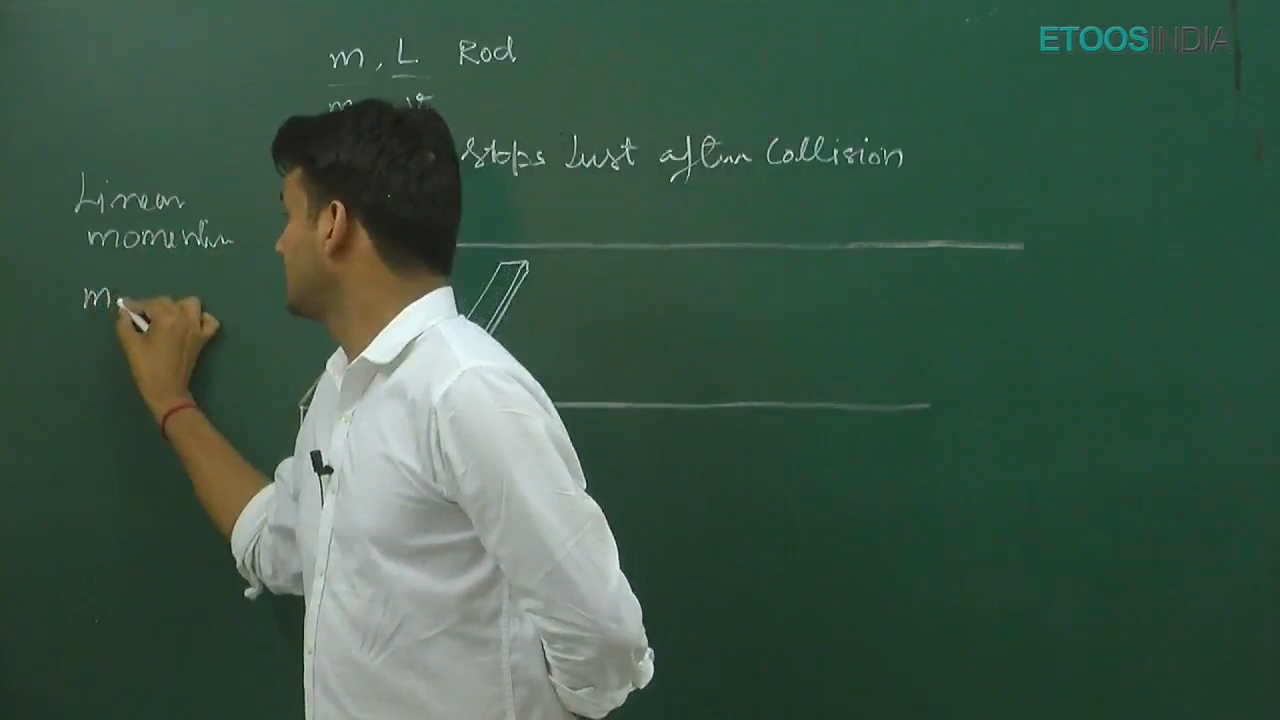 ETOOSINDIA
m, L Rod
m
stops Just after Collision
Linear
momentum
m